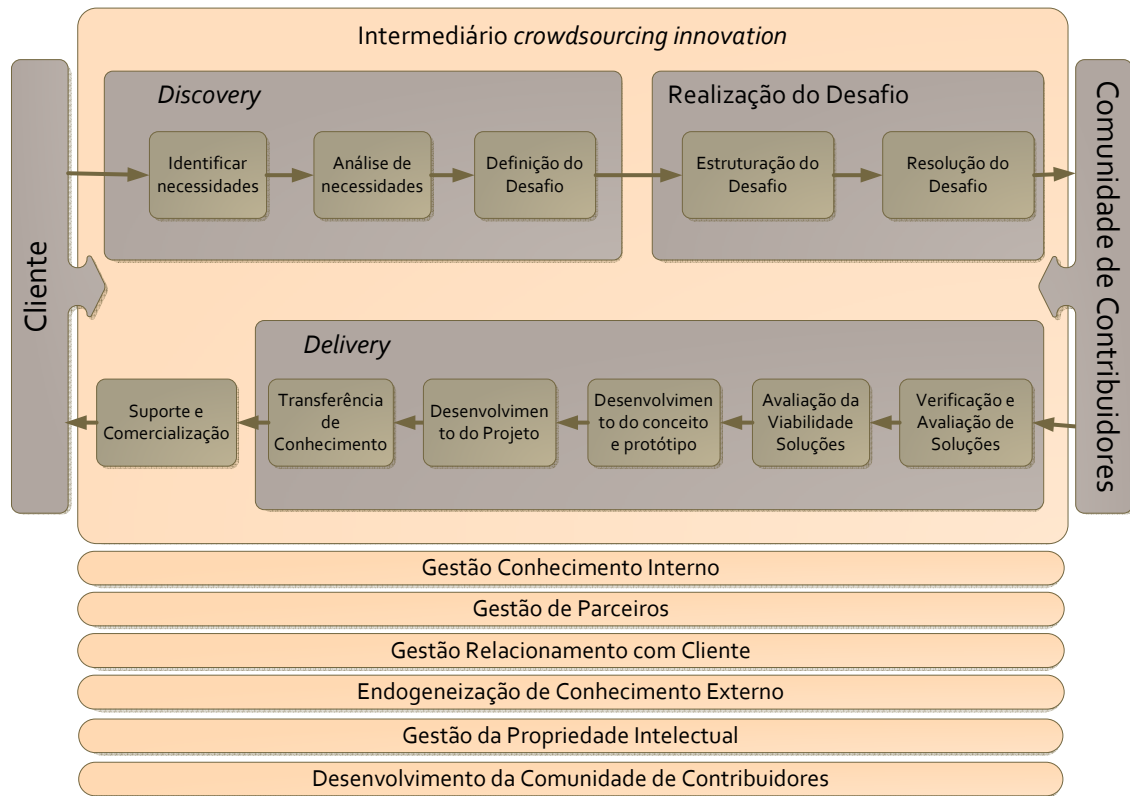 Intermediário crowdsourcing innovation
Cliente
Discovery
Identificar
necessidades
Análise de
necessidades
Definição do
Desafio
Realização do Desafio
Estruturação do
Desafio
Resolução do
Desafio
Comunidade de Contribuidores
Delivery
Suporte e
Comercialização
Transferência
de
Conhecimento
Desenvolvimen
to do Projeto
Desenvolvimen
to do conceito
e protótipo
Avaliação da
Viabilidade
Soluções
Verificação e
Avaliação de
Soluções
Gestão Conhecimento Interno
Gestão de Parceiros
Gestão Relacionamento com Cliente
Endogeneização de Conhecimento Externo
Gestão da Propriedade Intelectual
Desenvolvimento da Comunidade de Contribuidores